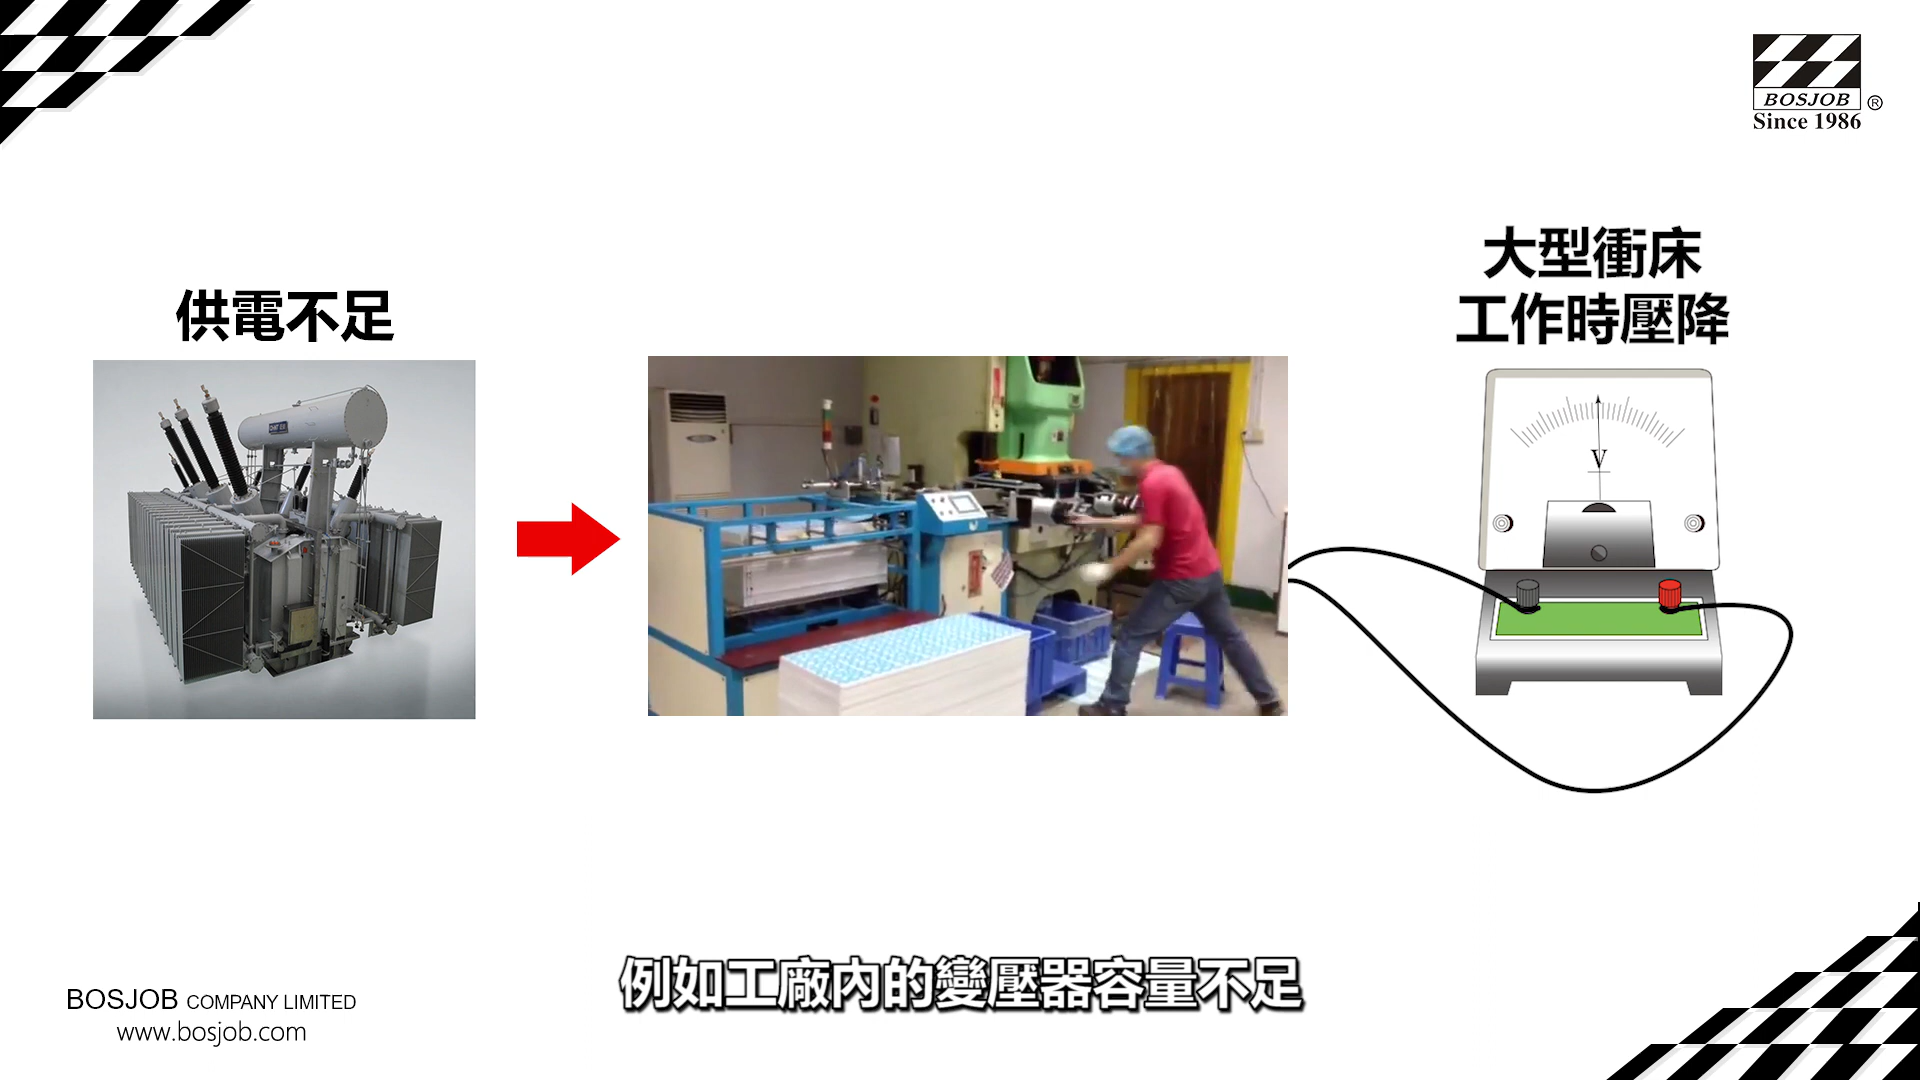 BOSJOB ®
Since 1986
大型衝床
工作時壓降
供電不足
V
例如工廠內的變壓器容量不足
BOSJOB COMPANY LIMITED
www.bosjob.com